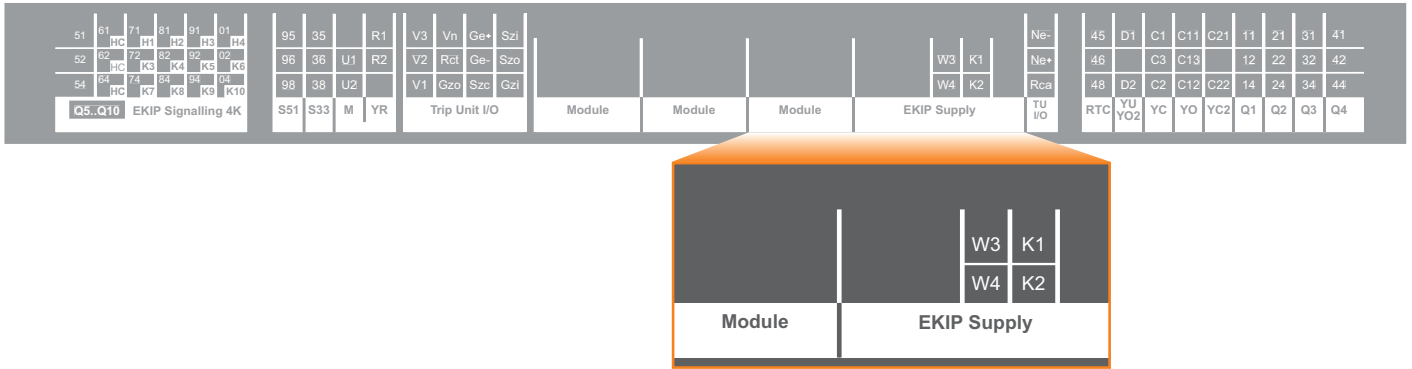 51 61 HC 71 H1 81 H2 91 H3 01 H4 95 35 R1 V3 Vn Ge+ Szi Ne- 45 D1 C1 C11 C21 11 21 31 41
52 62 HC 72 K3 82 K4 92 K5 02 K6 96 36 U1 R2 V2 Rct Ge- Szo W3 K1 Ne+ 46 C3 C13 12 22 32 42
54 64 HC 74 K7 84 K8 94 K9 04 K10 98 38 U2 V1 Gzo Szc Gzi W4 K2 Rca 48 D2 C2 C12 C22 14 24 34 44
Q5..Q10 EKIP Signalling 4K S51 S33 M YR Trip Unit I/O Module Module Module EKIP Supply TU I/O RTC YU YO2 YC YO YC2 Q1 Q2 Q3 Q4
W3 K1
W4 K2
Module EKIP Supply